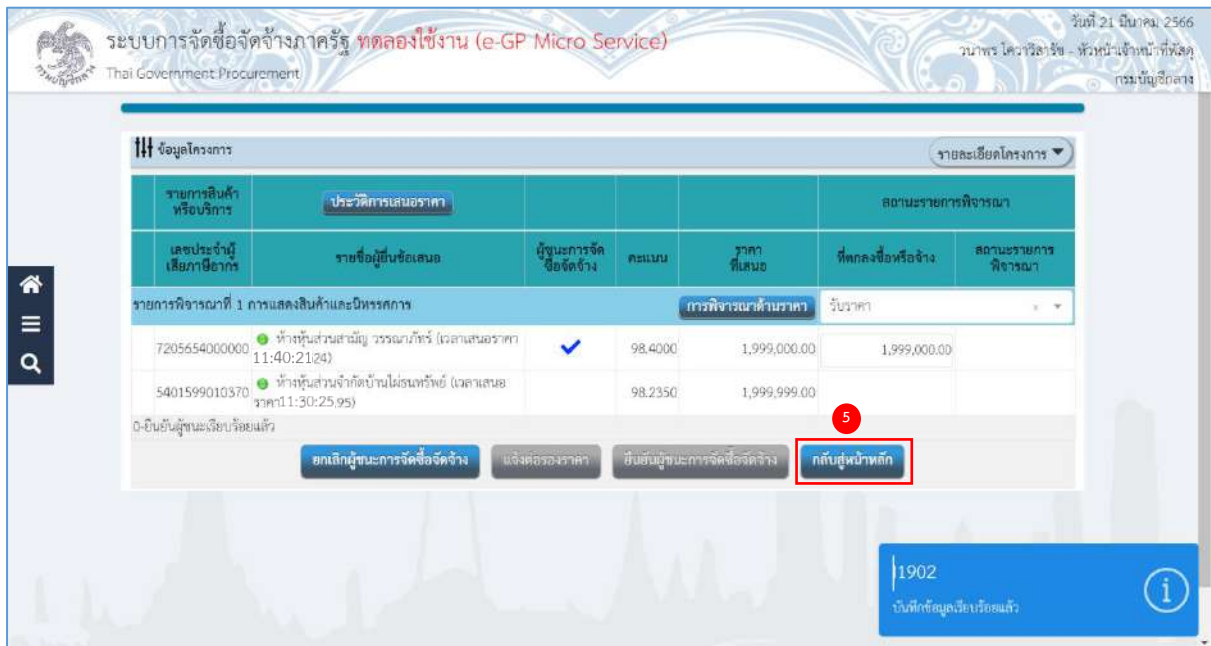 วันที่ 21 มีนาคม 2566
ระบบการจัดซื้อจัดจ้างภาครัฐ ทดลองใช้งาน (e-GP Micro Service)
วนาพร โควาวิสารัช - หัวหน้าเจ้าหน้าที่พัสดุ
Thai Government Procurement
กรมบัญชีกลาง
ข้อมูลโครงการ
รายละเอียดโครงการ
รายการสินค้าหรือบริการ ประวัติการเสนอราคา สถานะรายการพิจารณา
เลขประจำผู้เสียภาษีอากร รายชื่อผู้ยื่นข้อเสนอ ผู้ชนะการจัดซื้อจัดจ้าง คะแนน ราคาที่เสนอ ที่ตกลงซื้อหรือจ้าง สถานะรายการพิจารณา
รายการพิจารณาที่ 1 การแสดงสินค้าและนิทรรศการ การพิจารณาด้านราคา รับราคา
7205654000000 ห้างหุ้นส่วนสามัญ วรรณาภัทร์ (เวลาเสนอราคา 98.4000 1,999,000.00 1,999,000.00
11:40:21:24)
5401599010370 ห้างหุ้นส่วนจำกัดบ้านไผ่ธนทรัพย์ (เวลาเสนอ 98.2350 1,999,999.00
ราคา11:30:25.95)
0-ยืนยันผู้ชนะเรียบร้อยแล้ว
5
ยกเลิกผู้ชนะการจัดซื้อจัดจ้าง แจ้งต่อรองราคา ยืนยันผู้ชนะการจัดซื้อจัดจ้าง กลับสู่หน้าหลัก
1902
บันทึกข้อมูลเรียบร้อยแล้ว